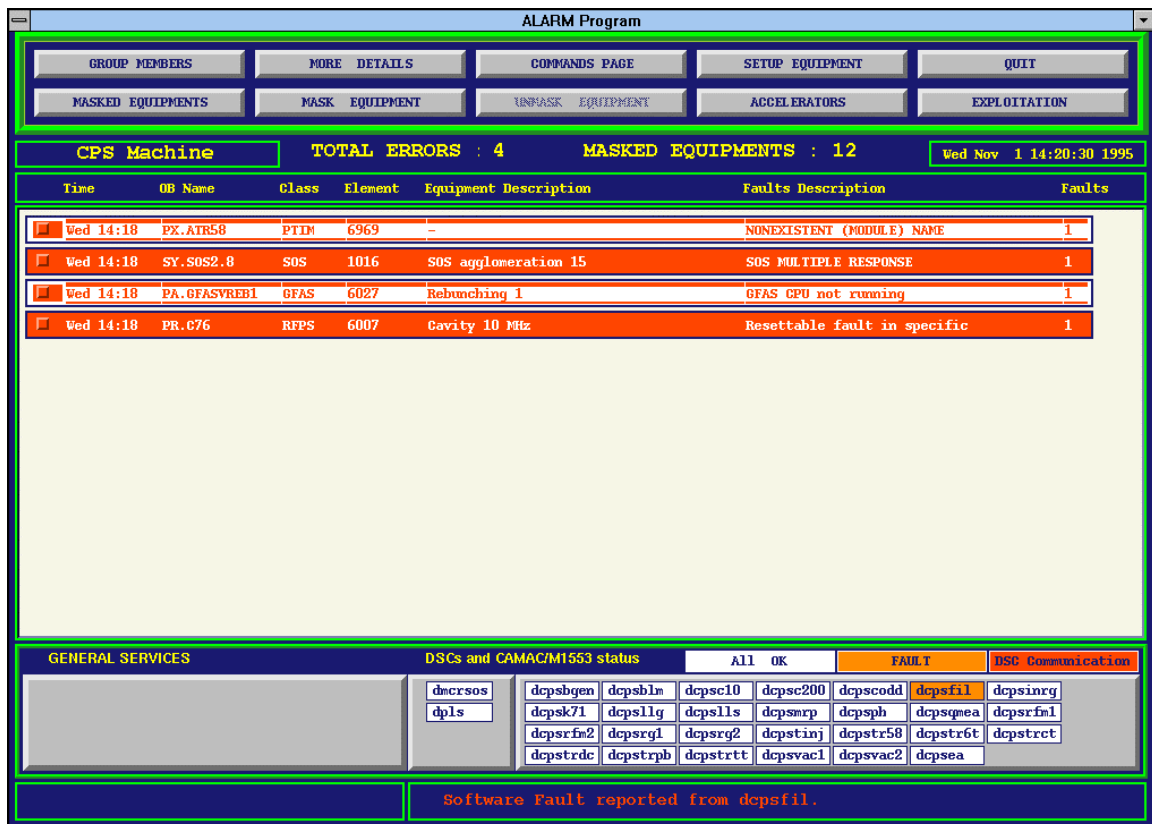 ALARM Program
GROUP MEMBERS MORE DETAILS COMMANDS PAGE SETUP EQUIPMENT QUIT
MASKED EQUIPMENTS MASK EQUIPMENT UNMASK EQUIPMENT ACCELERATORS EXPLOITATION
CPS Machine TOTAL ERRORS : 4 MASKED EQUIPMENTS : 12 Wed Nov 1 14:20:30 1995
Time OB Name Class Element Equipment Description Faults Description Faults
Wed 14:18 PX.ATR58 PTIM 6969 - NONEXISTENT (MODULE) NAME 1
Wed 14:18 SY.SOS2.8 SOS 1016 SOS agglomeration 15 SOS MULTIPLE RESPONSE 1
Wed 14:18 PA.GFASVREB1 GFAS 6027 Rebunching 1 GFAS CPU not running 1
Wed 14:18 PR.C76 RFPS 6007 Cavity 10 MHz Resettable fault in specific 1
GENERAL SERVICES DSCs and CAMAC/M1553 status All OK FAULT DSC Communication
dmcrsos dcpsbgen dcpsblm dcpsc10 dcpsc200 dcpscodd dcpsfil dcpsinrg
dpls dcpsk71 dcpsllg dcpslls dcpsmrp dcpsph dcpsqmea dcpsrfm1
dcpsrfm2 dcpsrg1 dcpsrg2 dcpstinj dcpstr58 dcpstr6t dcpstrct
dcpstrdc dcpstrpb dcpstrtt dcpsvac1 dcpsvac2 dcpsea
Software Fault reported from dcpsfil.